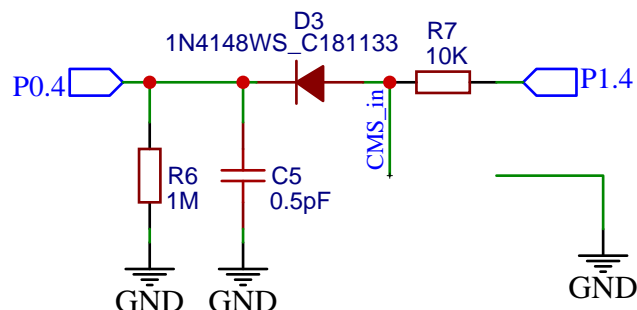 D3
1N4148WS_C181133
R7
10K
P0.4
P1.4
CMS_in
R6
1M
C5
0.5pF
GND
GND
GND